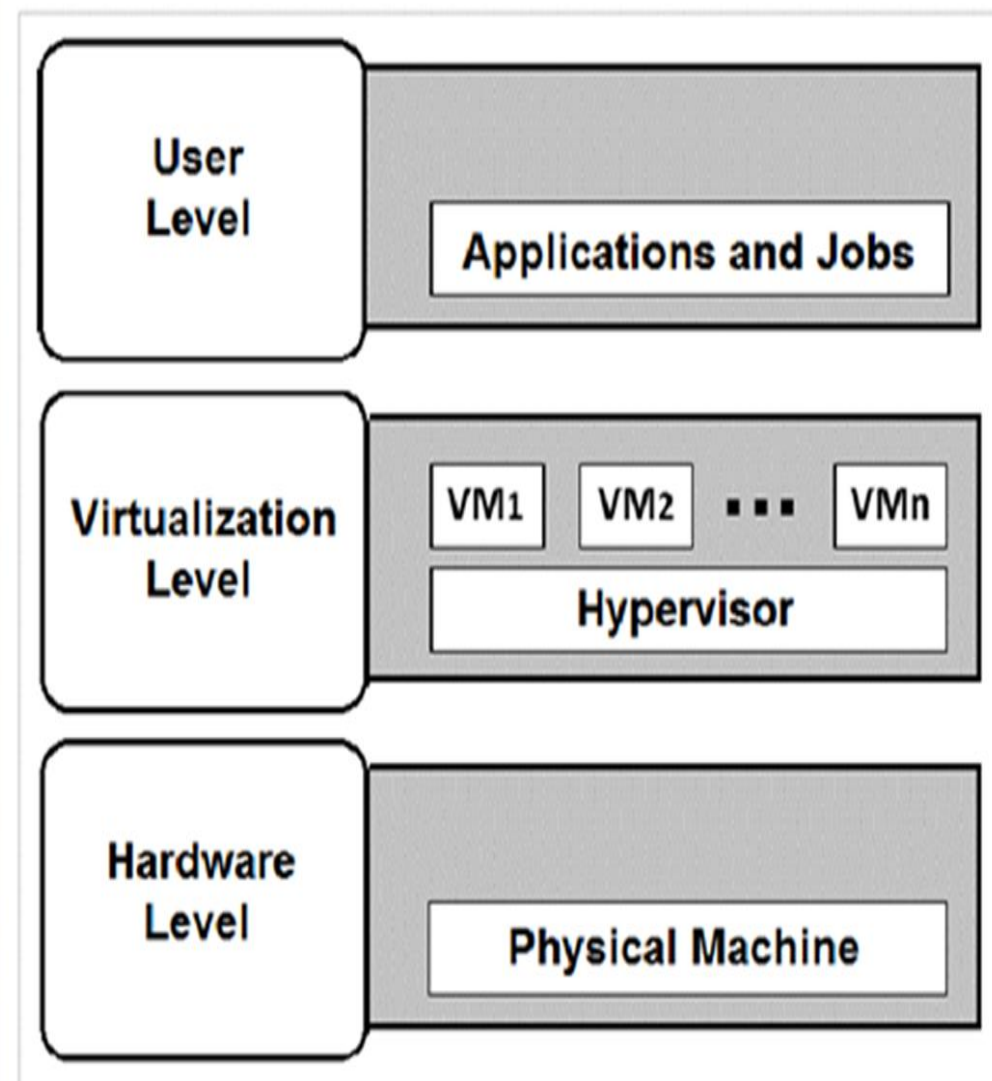 User
Level
Applications and Jobs
Virtualization
Level
VM1 VM2 ... VMn
Hypervisor
Hardware
Level
Physical Machine